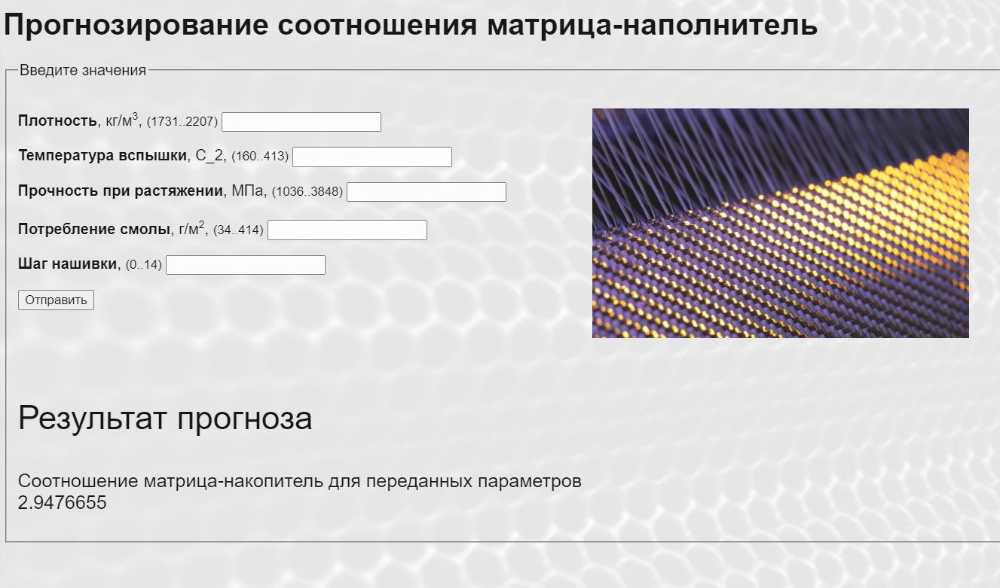 Прогнозирование соотношения матрица-наполнитель
Введите значения
Плотность, кг/м³, (1731..2207)
Температура вспышки, С_2, (160..413)
Прочность при растяжении, МПа, (1036..3848)
Потребление смолы, г/м², (34..414)
Шаг нашивки, (0..14)
Отправить
Результат прогноза
Соотношение матрица-накопитель для переданных параметров
2.9476655